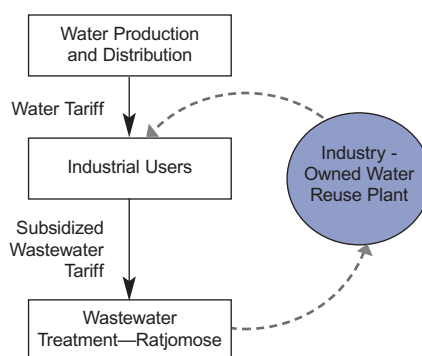 Water Production
and Distribution
Water Tariff
Industrial Users
Industry -
Owned Water
Reuse Plant
Subsidized
Wastewater
Tariff
Wastewater
Treatment—Ratjomose